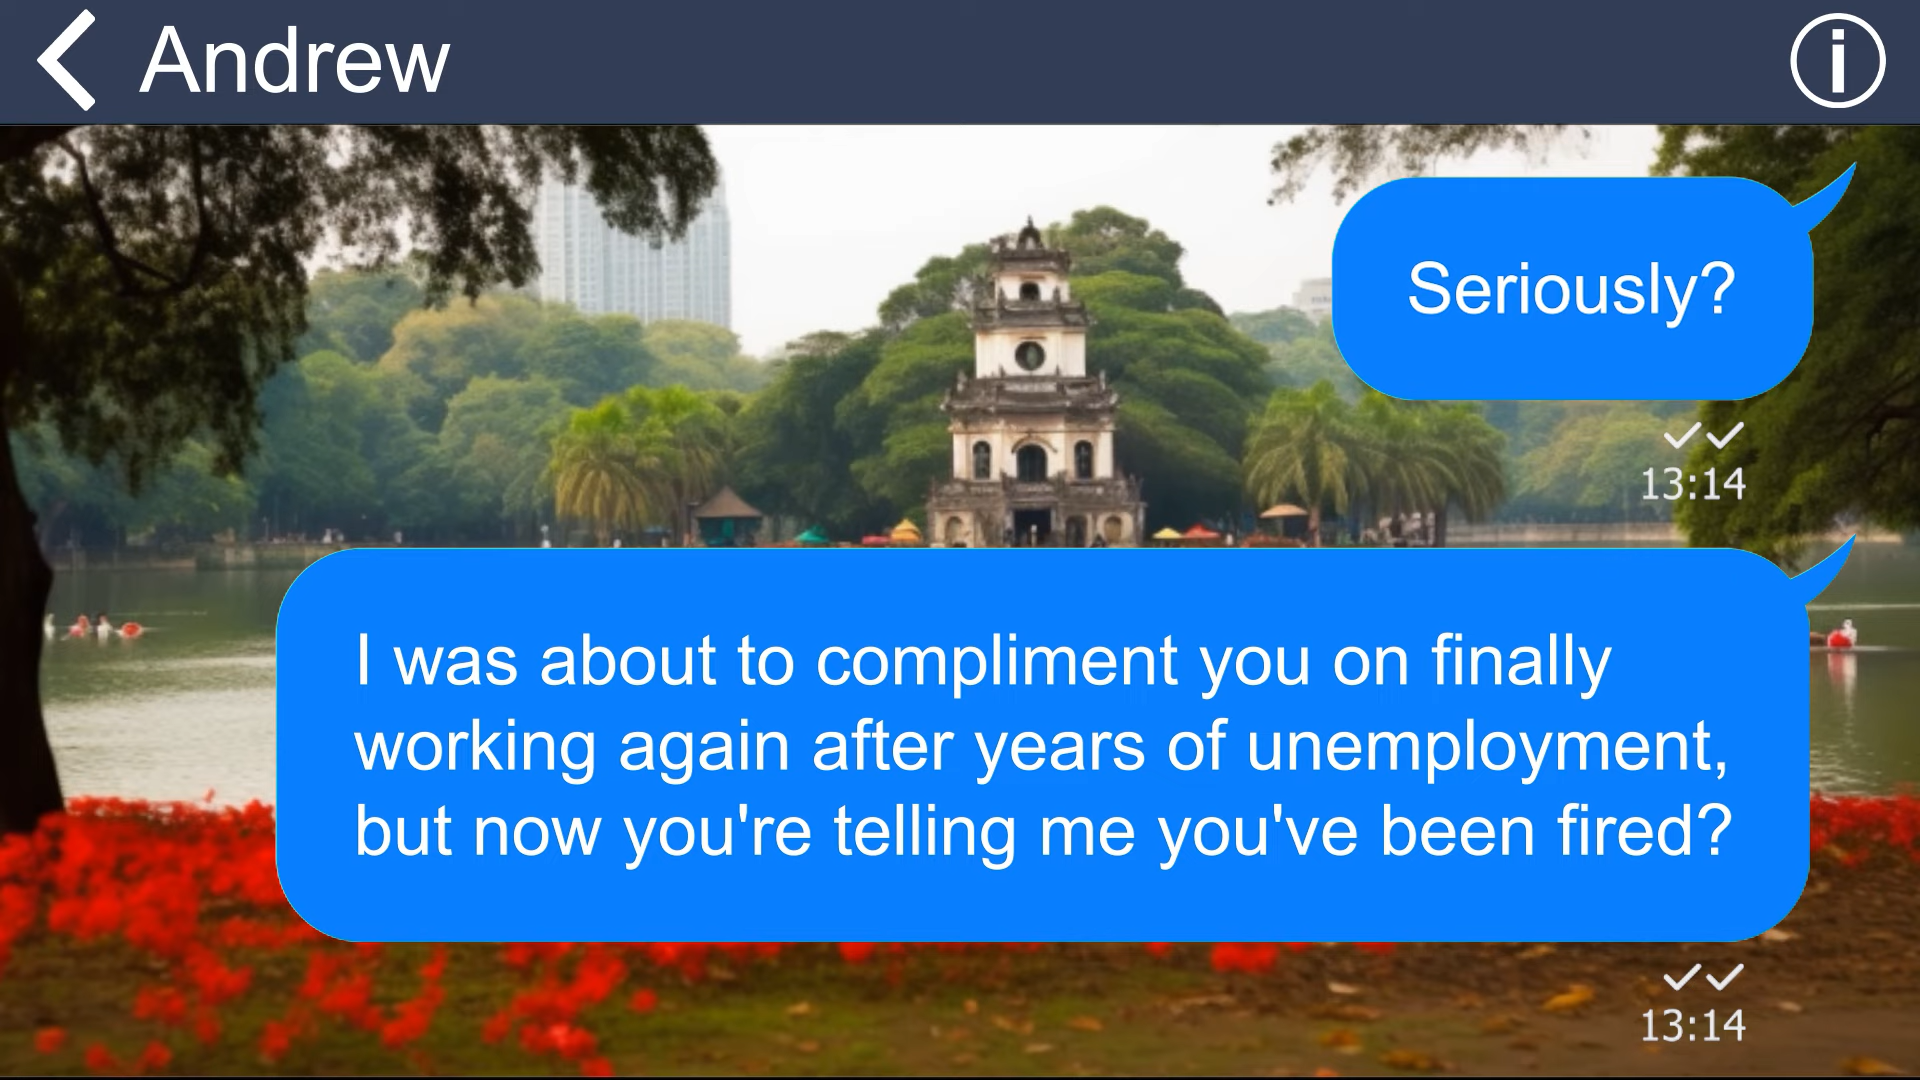 Andrew
Seriously?
13:14
I was about to compliment you on finally
working again after years of unemployment,
but now you're telling me you've been fired?
13:14